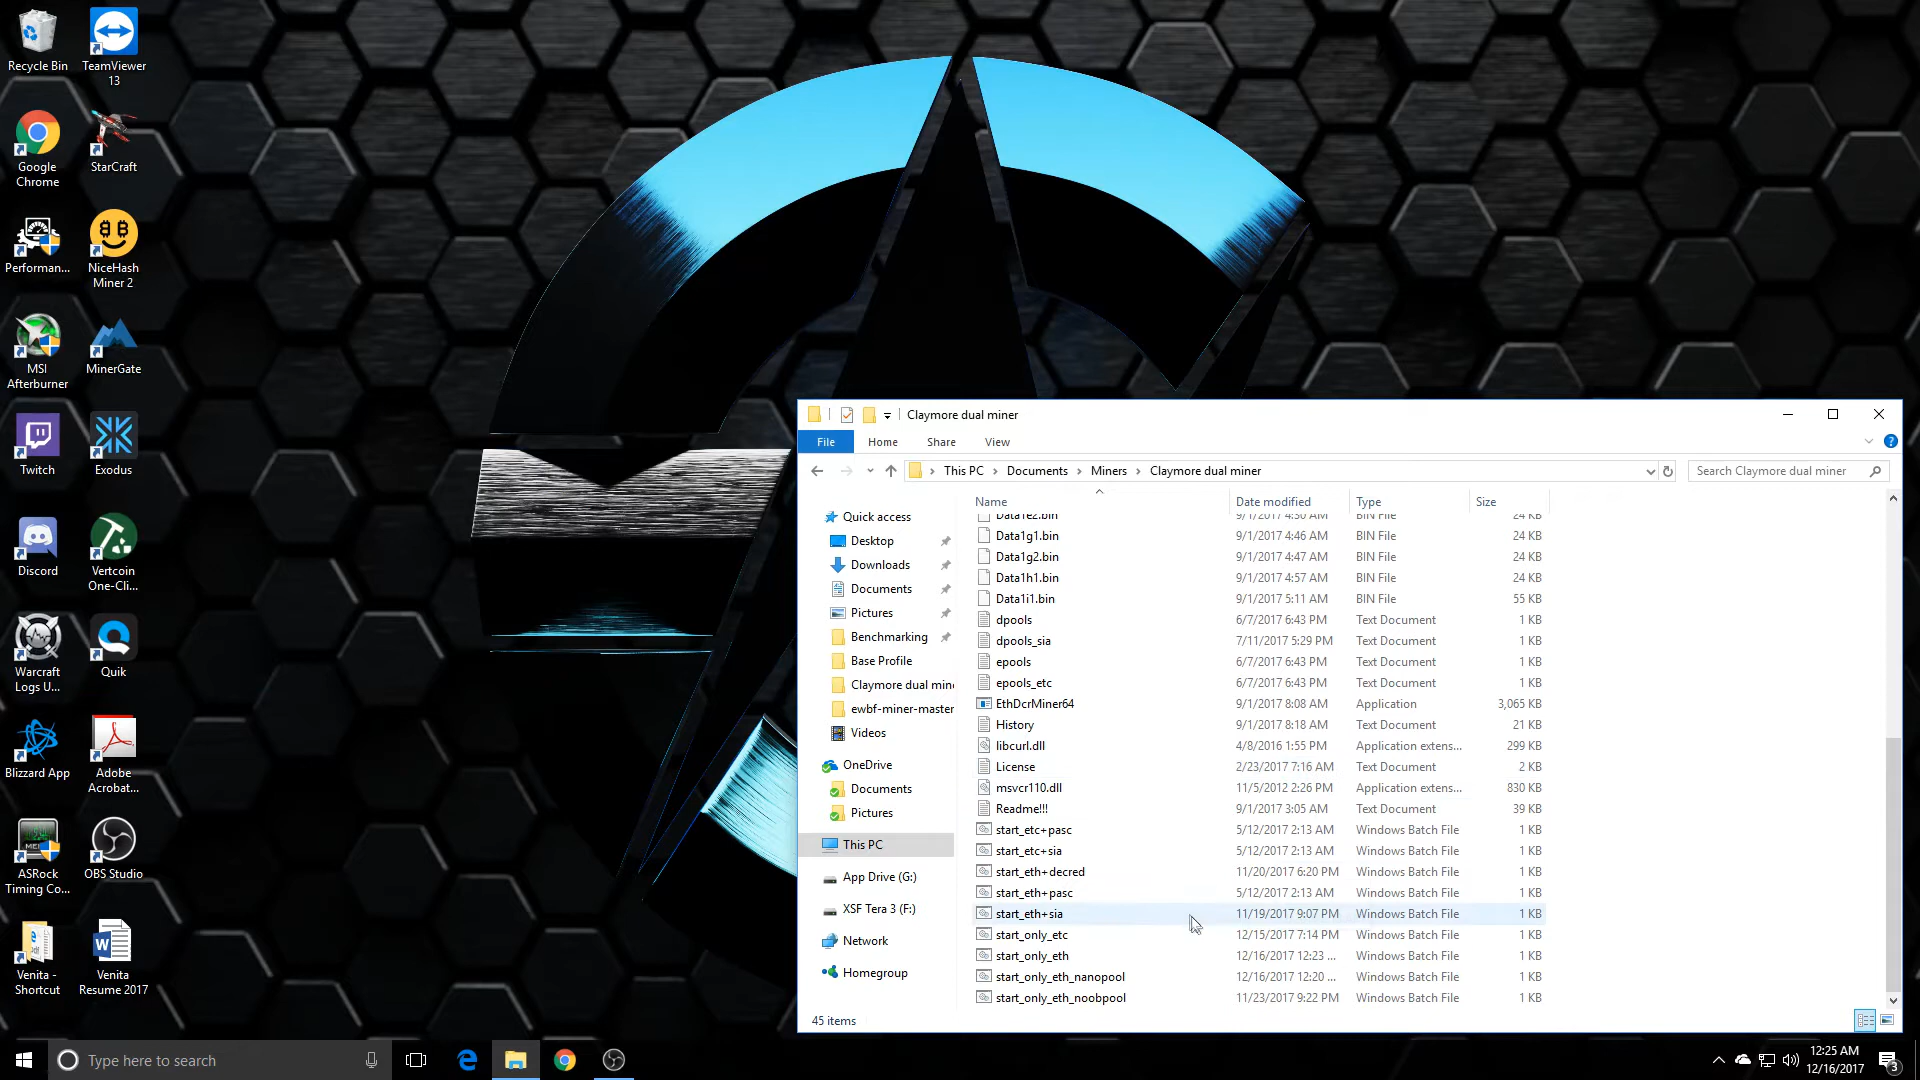 Recycle Bin
TeamViewer
13
Google
Chrome
StarCraft
Performan...
NiceHash
Miner 2
MSI
Afterburner
MinerGate
Twitch
Exodus
Discord
Vertcoin
One-Cli...
Warcraft
Logs U...
Quik
Blizzard App
Adobe
Acrobat...
ASRock
Timing Co...
OBS Studio
Venita -
Shortcut
Venita
Resume 2017
Claymore dual miner
File Home Share View
This PC Documents Miners Claymore dual miner
Search Claymore dual miner
Quick access
Desktop
Downloads
Documents
Pictures
Benchmarking
Base Profile
Claymore dual min
ewbf-miner-master
Videos
OneDrive
Documents
Pictures
This PC
App Drive (G:)
XSF Tera 3 (F:)
Network
Homegroup
Name Date modified Type Size
Data1e2.bin 9/1/2017 4:30 AM BIN File 24 KB
Data1g1.bin 9/1/2017 4:46 AM BIN File 24 KB
Data1g2.bin 9/1/2017 4:47 AM BIN File 24 KB
Data1h1.bin 9/1/2017 4:57 AM BIN File 24 KB
Data1i1.bin 9/1/2017 5:11 AM BIN File 55 KB
dpools 6/7/2017 6:43 PM Text Document 1 KB
dpools_sia 7/11/2017 5:29 PM Text Document 1 KB
epools 6/7/2017 6:43 PM Text Document 1 KB
epools_etc 6/7/2017 6:43 PM Text Document 1 KB
EthDcrMiner64 9/1/2017 8:08 AM Application 3,065 KB
History 9/1/2017 8:18 AM Text Document 21 KB
libcurl.dll 4/8/2016 1:55 PM Application extens... 299 KB
License 2/23/2017 7:16 AM Text Document 2 KB
msvcr110.dll 11/5/2012 2:26 PM Application extens... 830 KB
Readme!!! 9/1/2017 3:05 AM Text Document 39 KB
start_etc+pasc 5/12/2017 2:13 AM Windows Batch File 1 KB
start_etc+sia 5/12/2017 2:13 AM Windows Batch File 1 KB
start_eth+decred 11/20/2017 6:20 PM Windows Batch File 1 KB
start_eth+pasc 5/12/2017 2:13 AM Windows Batch File 1 KB
start_eth+sia 11/19/2017 9:07 PM Windows Batch File 1 KB
start_only_etc 12/15/2017 7:14 PM Windows Batch File 1 KB
start_only_eth 12/16/2017 12:23 ... Windows Batch File 1 KB
start_only_eth_nanopool 12/16/2017 12:20 ... Windows Batch File 1 KB
start_only_eth_noobpool 11/23/2017 9:22 PM Windows Batch File 1 KB
45 items
Type here to search
12:25 AM
12/16/2017
3